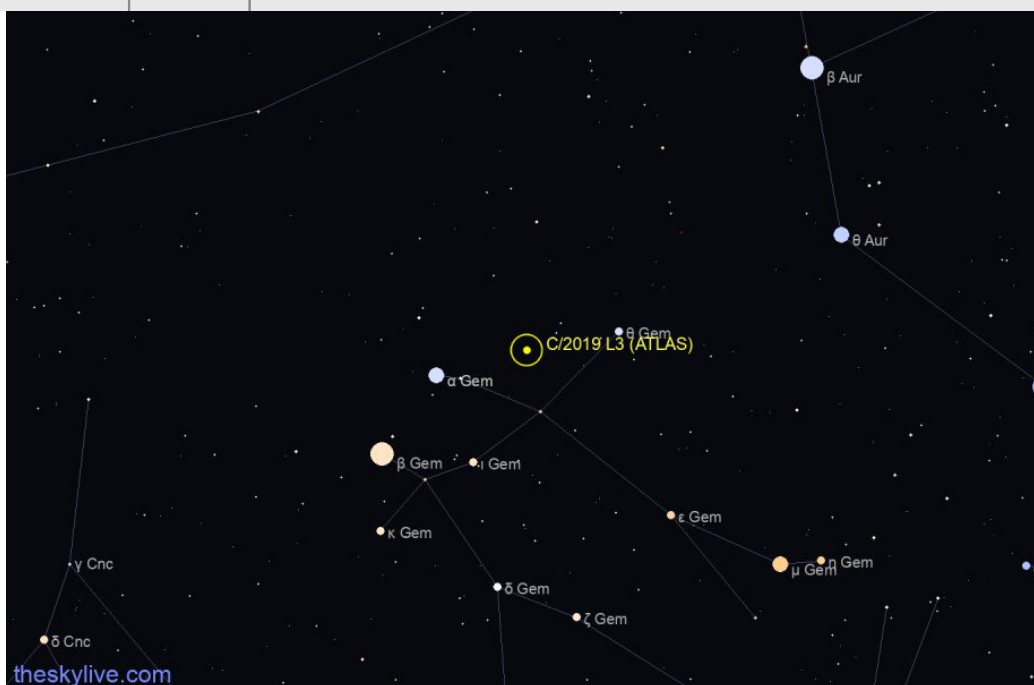 β Aur
θ Aur
θ Gem
C/2019 L3 (ATLAS)
α Gem
β Gem
ι Gem
κ Gem
ε Gem
γ Cnc
μ Gem
η Gem
δ Gem
ζ Gem
δ Cnc
theskylive.com